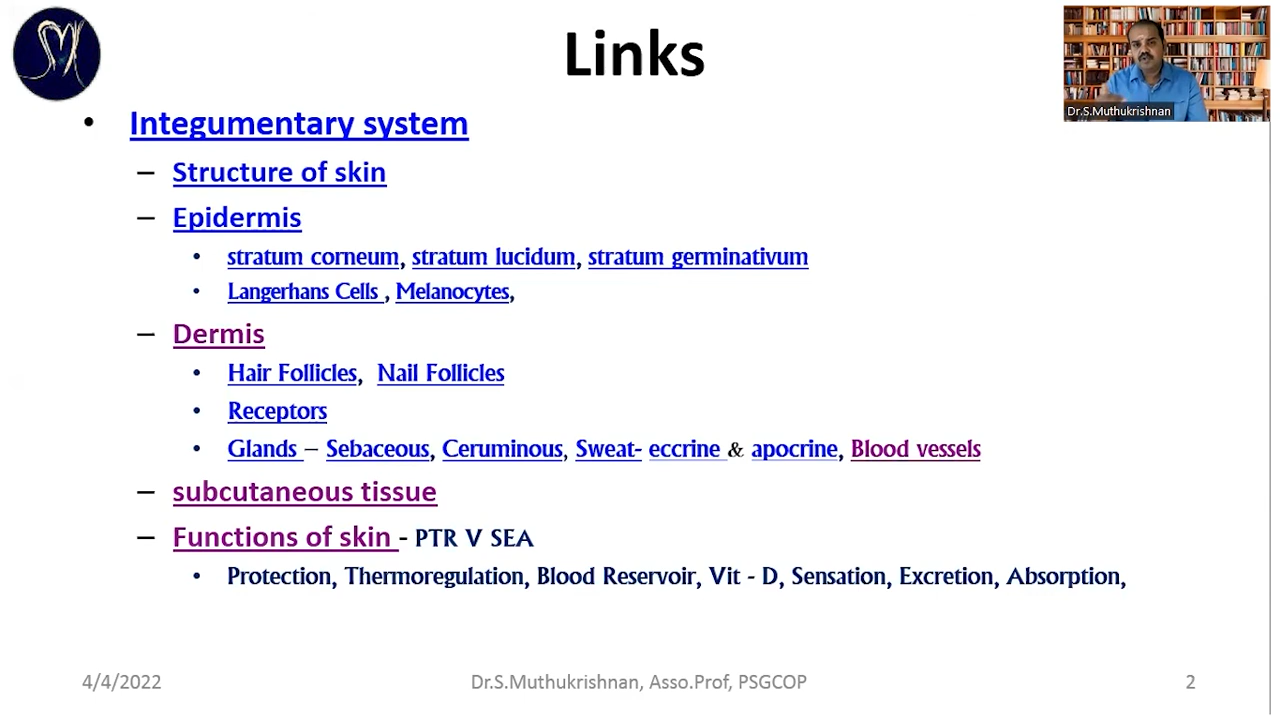 Links
Dr.S.Muthukrishnan
• Integumentary system
– Structure of skin
– Epidermis
• stratum corneum, stratum lucidum, stratum germinativum
• Langerhans Cells , Melanocytes,
– Dermis
• Hair Follicles, Nail Follicles
• Receptors
• Glands – Sebaceous, Ceruminous, Sweat- eccrine & apocrine, Blood vessels
– subcutaneous tissue
– Functions of skin - PTR V SEA
• Protection, Thermoregulation, Blood Reservoir, Vit - D, Sensation, Excretion, Absorption,
4/4/2022 Dr.S.Muthukrishnan, Asso.Prof, PSGCOP 2